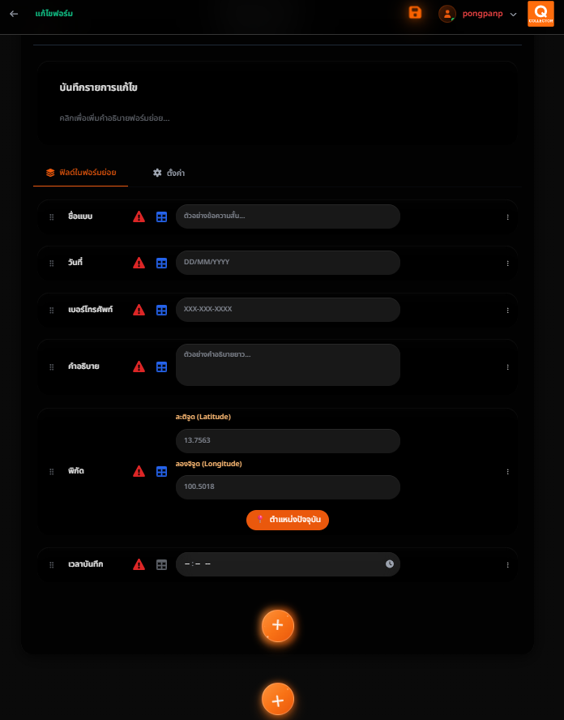 แก้ไขฟอร์ม
pongpanp
Q
COLLECTOR
บันทึกรายการแก้ไข
คลิกเพื่อเพิ่มคำอธิบายฟอร์มย่อย...
ฟิลด์ในฟอร์มย่อย
ตั้งค่า
ชื่อแบบ
ตัวอย่างข้อความสั้น...
วันที่
DD/MM/YYYY
เบอร์โทรศัพท์
XXX-XXX-XXXX
คำอธิบาย
ตัวอย่างคำอธิบายยาว...
ละติจูด (Latitude)
13.7563
พิกัด
ลองจิจูด (Longitude)
100.5018
ตำแหน่งปัจจุบัน
เวลาบันทึก
-- : -- --